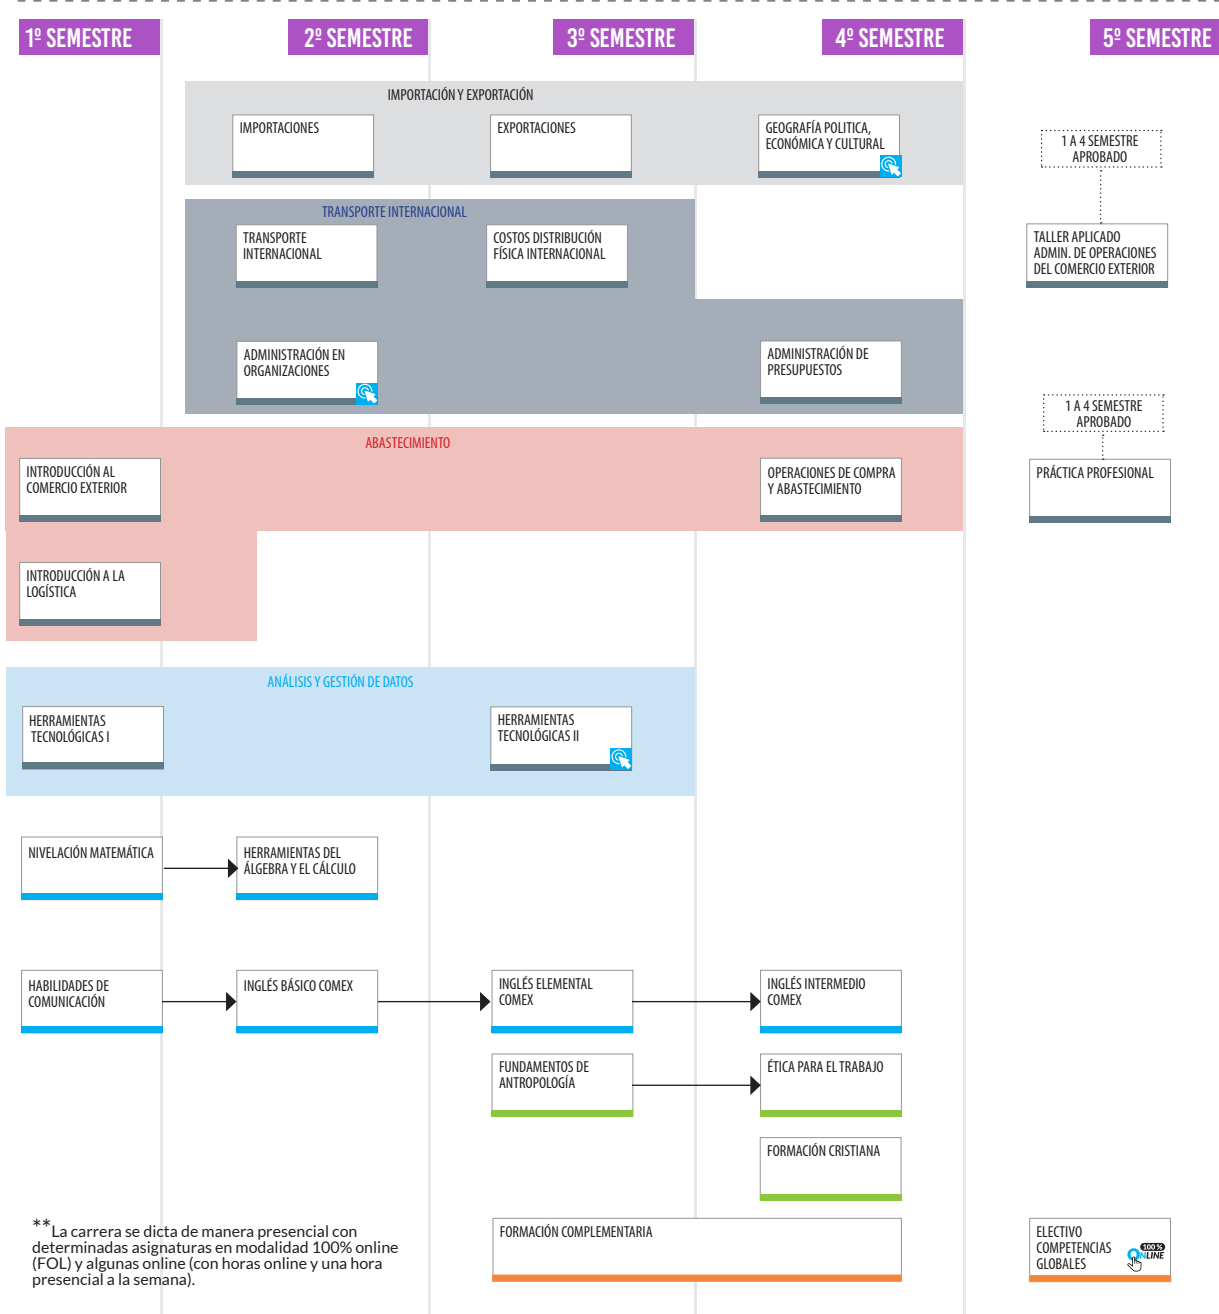 1º SEMESTRE
2º SEMESTRE
3º SEMESTRE
4º SEMESTRE
5º SEMESTRE
IMPORTACIÓN Y EXPORTACIÓN
IMPORTACIONES
EXPORTACIONES
GEOGRAFÍA POLITICA,
ECONÓMICA Y CULTURAL
1 A 4 SEMESTRE
APROBADO
TRANSPORTE INTERNACIONAL
TRANSPORTE
INTERNACIONAL
COSTOS DISTRIBUCIÓN
FÍSICA INTERNACIONAL
TALLER APLICADO
ADMIN. DE OPERACIONES
DEL COMERCIO EXTERIOR
ADMINISTRACIÓN EN
ORGANIZACIONES
ADMINISTRACIÓN DE
PRESUPUESTOS
1 A 4 SEMESTRE
APROBADO
ABASTECIMIENTO
INTRODUCCIÓN AL
COMERCIO EXTERIOR
OPERACIONES DE COMPRA
Y ABASTECIMIENTO
PRÁCTICA PROFESIONAL
INTRODUCCIÓN A LA
LOGÍSTICA
ANÁLISIS Y GESTIÓN DE DATOS
HERRAMIENTAS
TECNOLÓGICAS I
HERRAMIENTAS
TECNOLÓGICAS II
NIVELACIÓN MATEMÁTICA
HERRAMIENTAS DEL
ÁLGEBRA Y EL CÁLCULO
HABILIDADES DE
COMUNICACIÓN
INGLÉS BÁSICO COMEX
INGLÉS ELEMENTAL
COMEX
INGLÉS INTERMEDIO
COMEX
FUNDAMENTOS DE
ANTROPOLOGÍA
ÉTICA PARA EL TRABAJO
FORMACIÓN CRISTIANA
**La carrera se dicta de manera presencial con
determinadas asignaturas en modalidad 100% online
(FOL) y algunas online (con horas online y una hora
presencial a la semana).
FORMACIÓN COMPLEMENTARIA
ELECTIVO
COMPETENCIAS
GLOBALES
100%
ONLINE